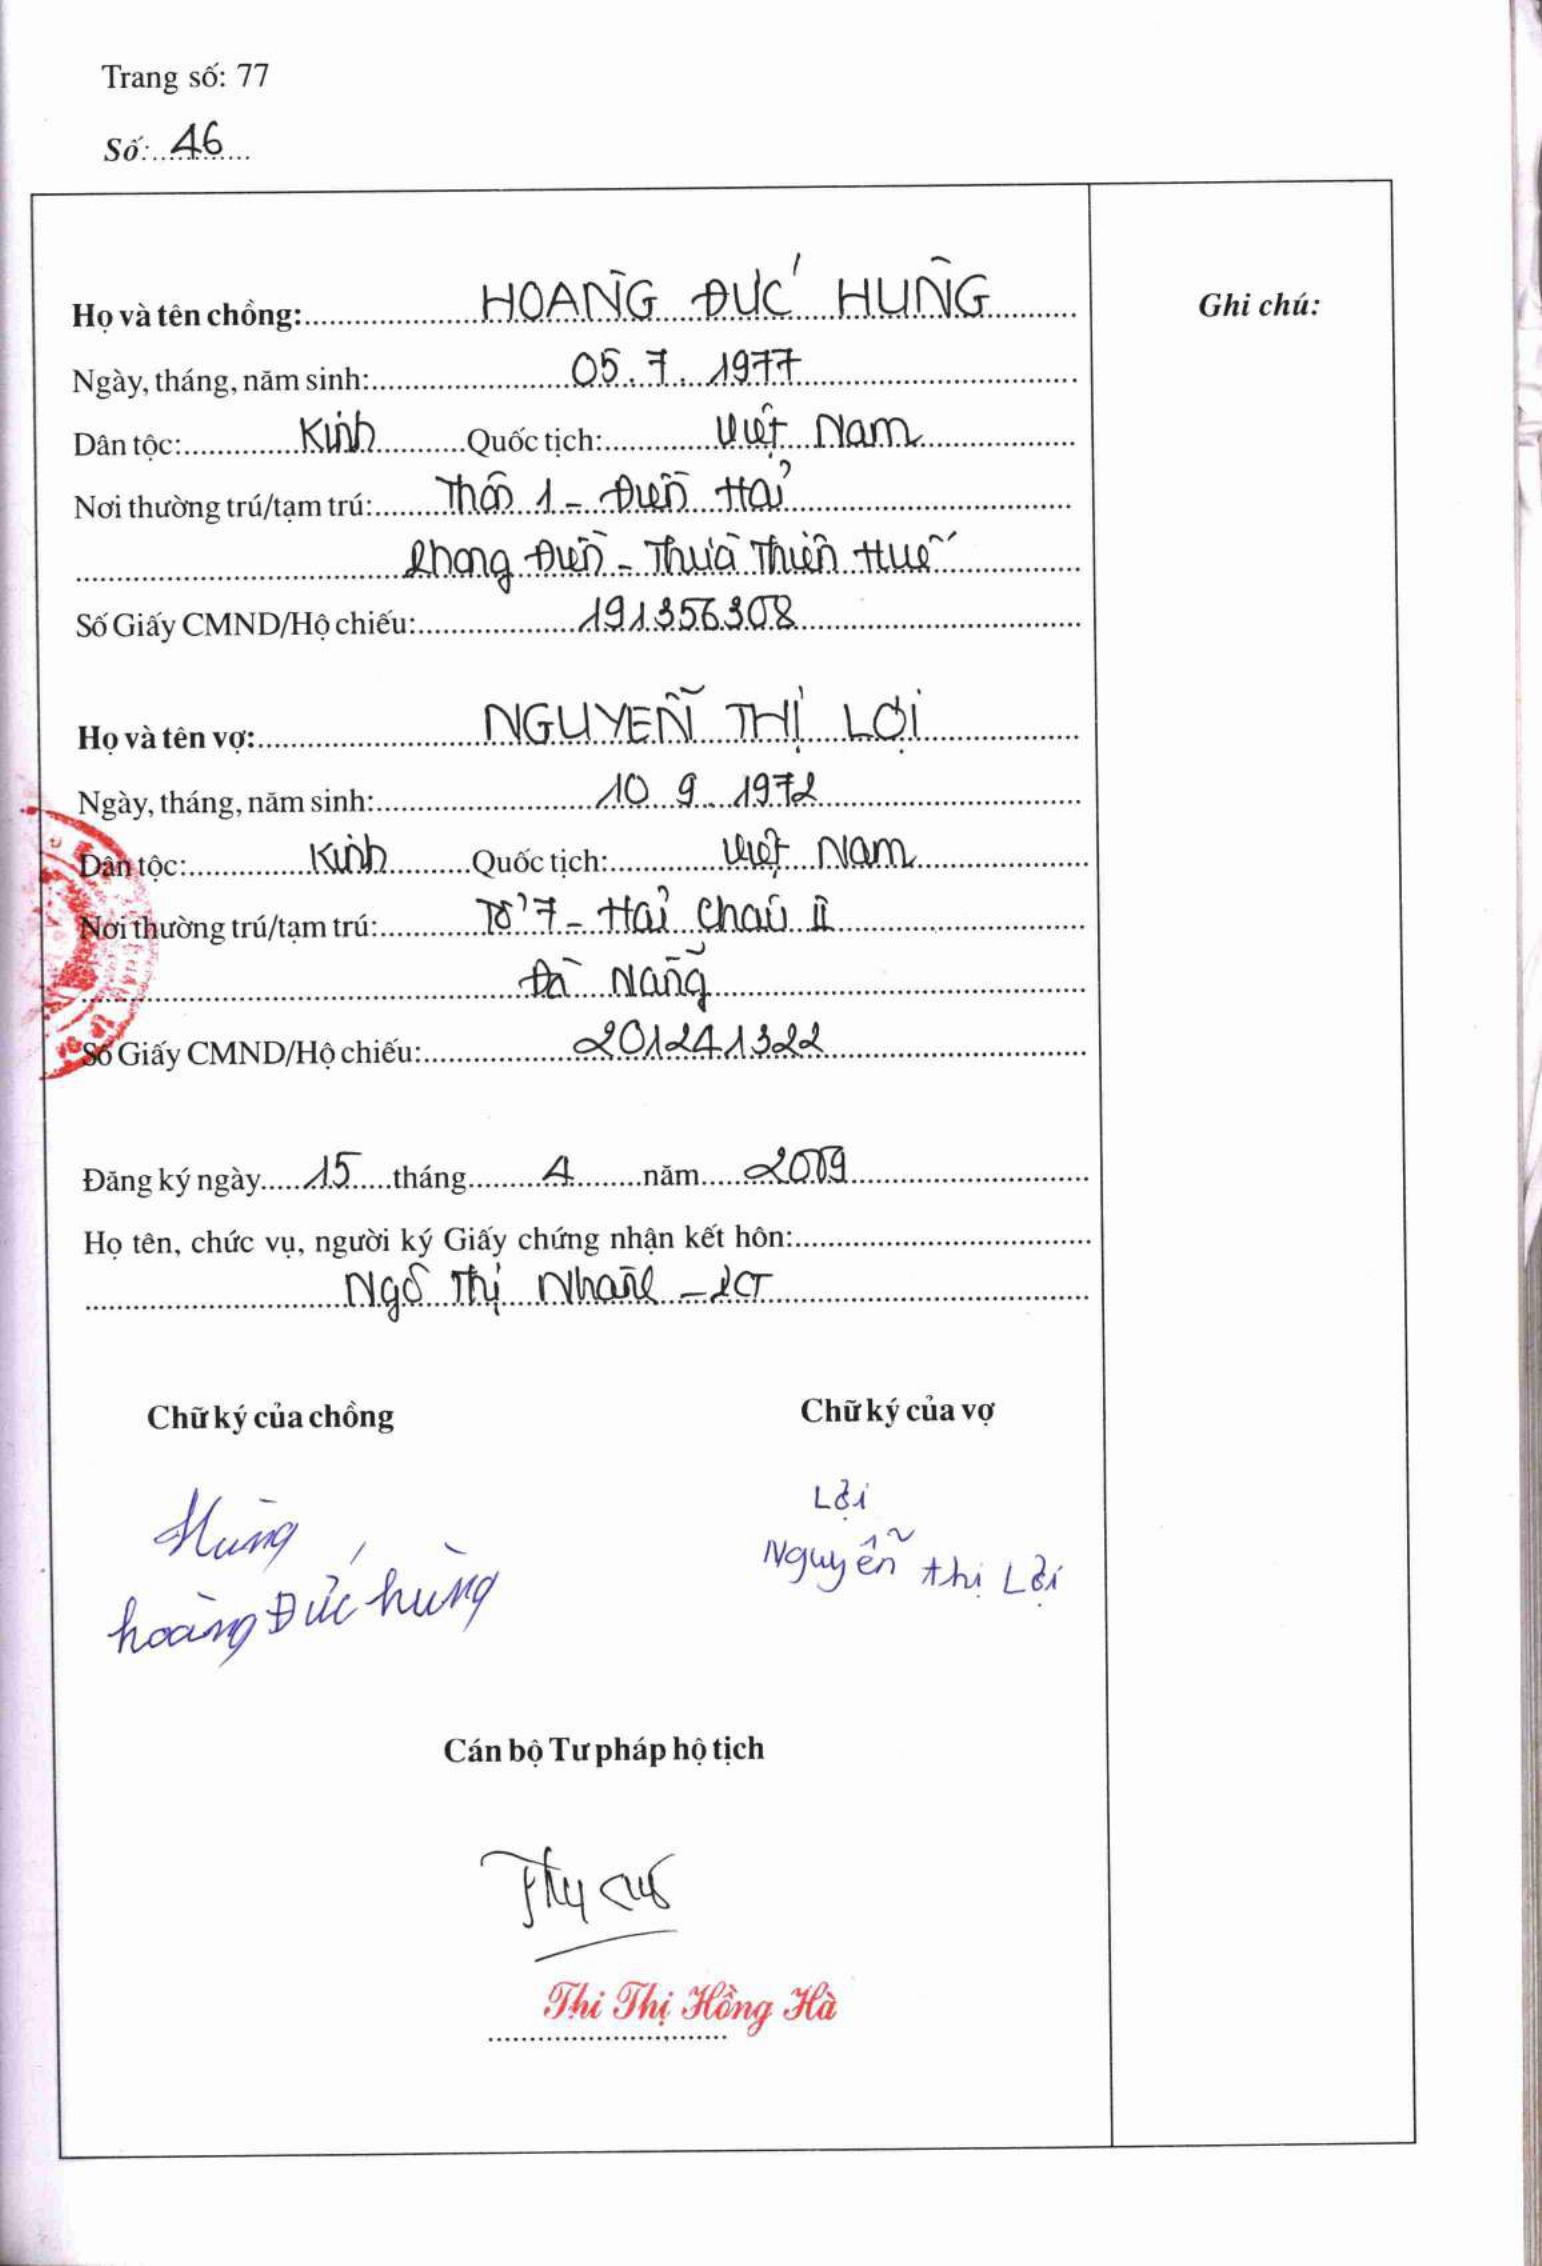 Trang số: 77
Số: 46
Họ và tên chồng: HOÀNG ĐỨC HÙNG
Ghi chú:
Ngày, tháng, năm sinh: 05.7.1977
Dân tộc: Kinh Quốc tịch: Việt Nam
Nơi thường trú/tạm trú: Thôn 1 - Điền Hải
Phong Điền - Thừa Thiên Huế
Số Giấy CMND/Hộ chiếu: 191356308
Họ và tên vợ: NGUYỄN THỊ LỢI
Ngày, tháng, năm sinh: 10 9 1972
Dân tộc: Kinh Quốc tịch: Việt Nam
Nơi thường trú/tạm trú: Tổ 7 - Hải Châu II
Đà Nẵng
Số Giấy CMND/Hộ chiếu: 201241322
Đăng ký ngày 15 tháng 4 năm 2009
Họ tên, chức vụ, người ký Giấy chứng nhận kết hôn:
Ngô Thị - PCT
Chữ ký của chồng Chữ ký của vợ
Hùng
Lợi
hoàng Đức hùng
Nguyễn thị Lợi
Cán bộ Tư pháp hộ tịch
Thi Thị Hồng Hà